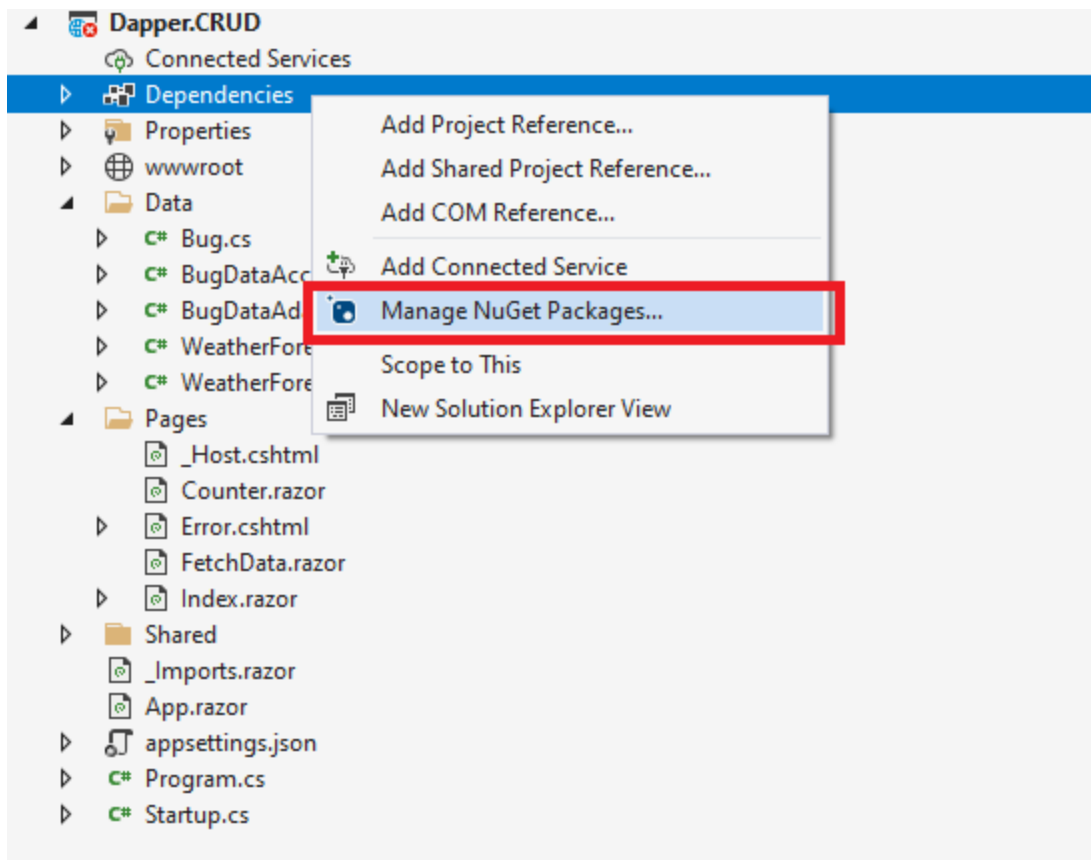 Dapper.CRUD
Connected Services
Dependencies
Add Project Reference...
Properties
wwwroot
Add Shared Project Reference...
Data
Add COM Reference...
C# Bug.cs
Add Connected Service
C# BugDataAcc
C# BugDataAd
Manage NuGet Packages...
C# WeatherFore
Scope to This
C# WeatherFore
New Solution Explorer View
Pages
_Host.cshtml
Counter.razor
Error.cshtml
FetchData.razor
Index.razor
Shared
_Imports.razor
App.razor
appsettings.json
C# Program.cs
C# Startup.cs